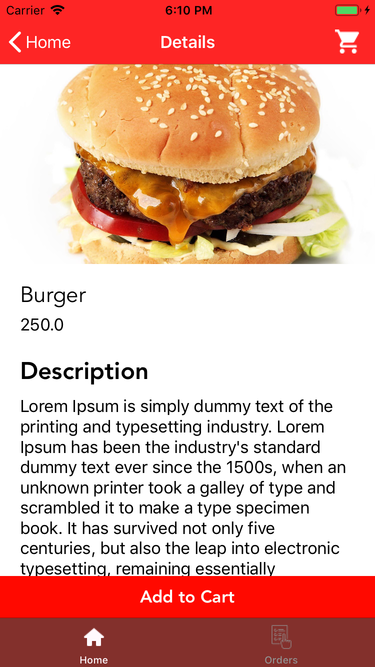 Carrier 6:10 PM
Home Details
Burger
250.0
Description
Lorem Ipsum is simply dummy text of the
printing and typesetting industry. Lorem
Ipsum has been the industry's standard
dummy text ever since the 1500s, when an
unknown printer took a galley of type and
scrambled it to make a type specimen
book. It has survived not only five
centuries, but also the leap into electronic
typesetting, remaining essentially
Add to Cart
Home Orders